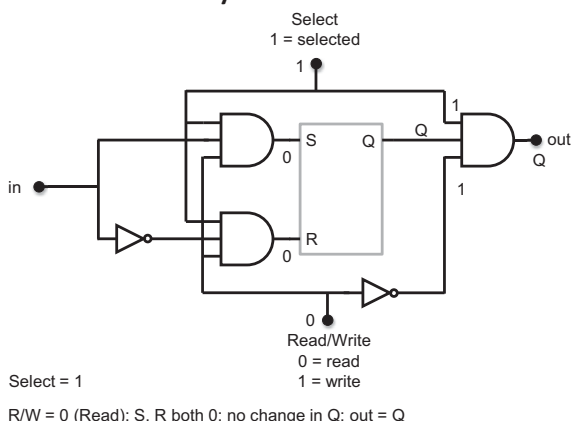 Select
1 = selected
1
1
S
Q
Q
out
0
Q
in
1
R
0
0
Read/Write
0 = read
Select = 1
1 = write
R/W = 0 (Read): S, R both 0; no change in Q; out = Q